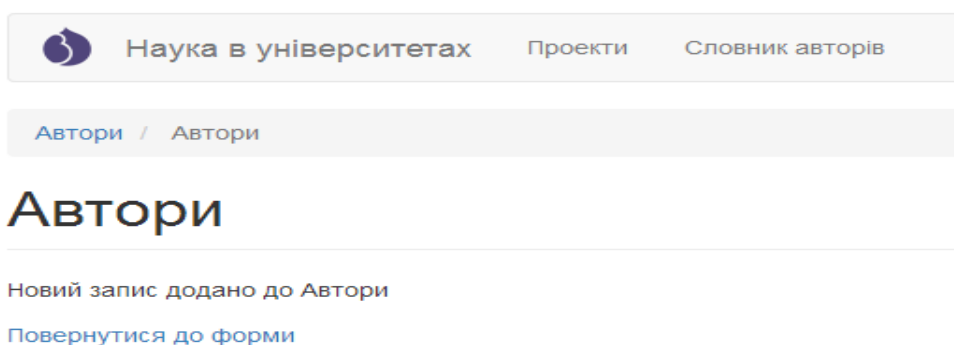 Наука в університетах Проекти Словник авторів
Автори / Автори
Автори
Новий запис додано до Автори
Повернутися до форми